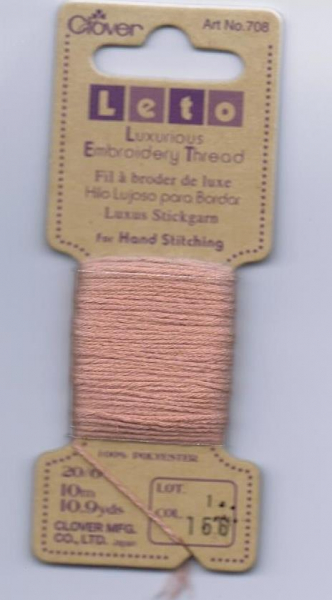 Clover Art No.708
Leto
Luxurious
Embroidery Thread
Fil à broder de luxe
Hilo Lujoso para Bordar
Luxus Stickgarn
For Hand Stitching
100% POLYESTER
LOT
10m
10.9yds
COL
CLOVER MFG.
CO., LTD. Japan